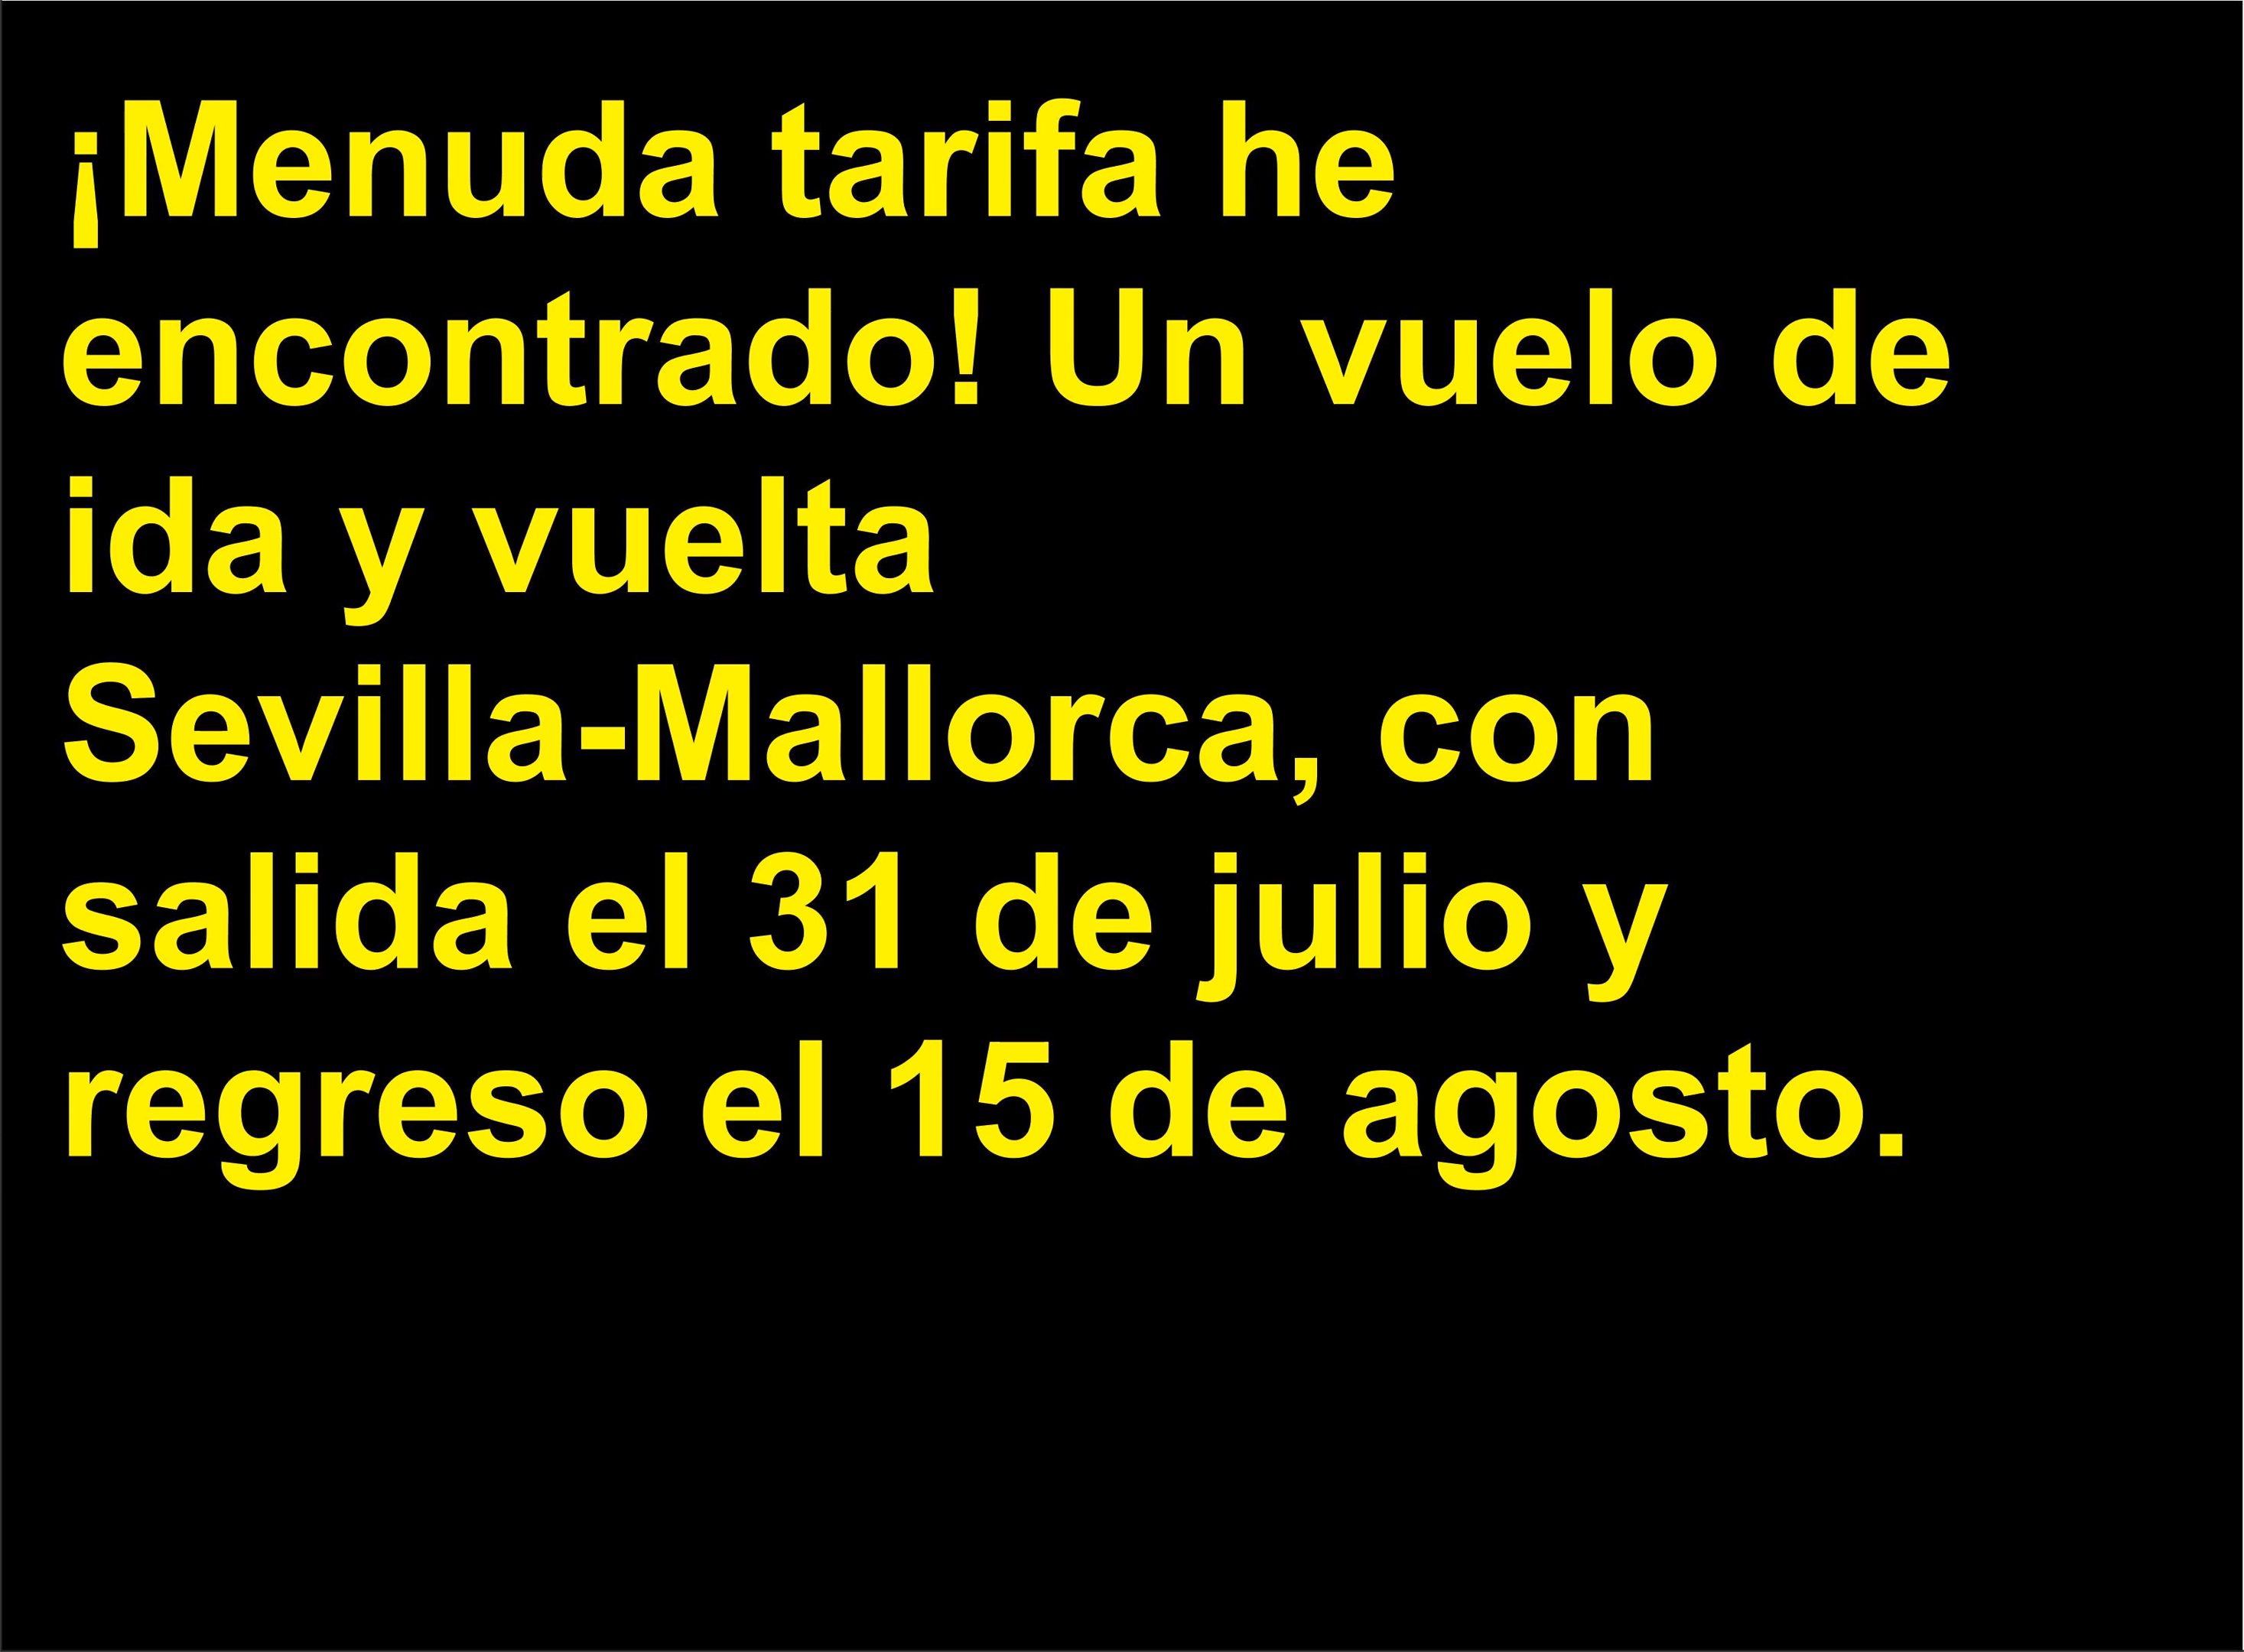 ¡Menuda tarifa he
encontrado! Un vuelo de
ida y vuelta
Sevilla-Mallorca, con
salida el 31 de julio y
regreso el 15 de agosto.